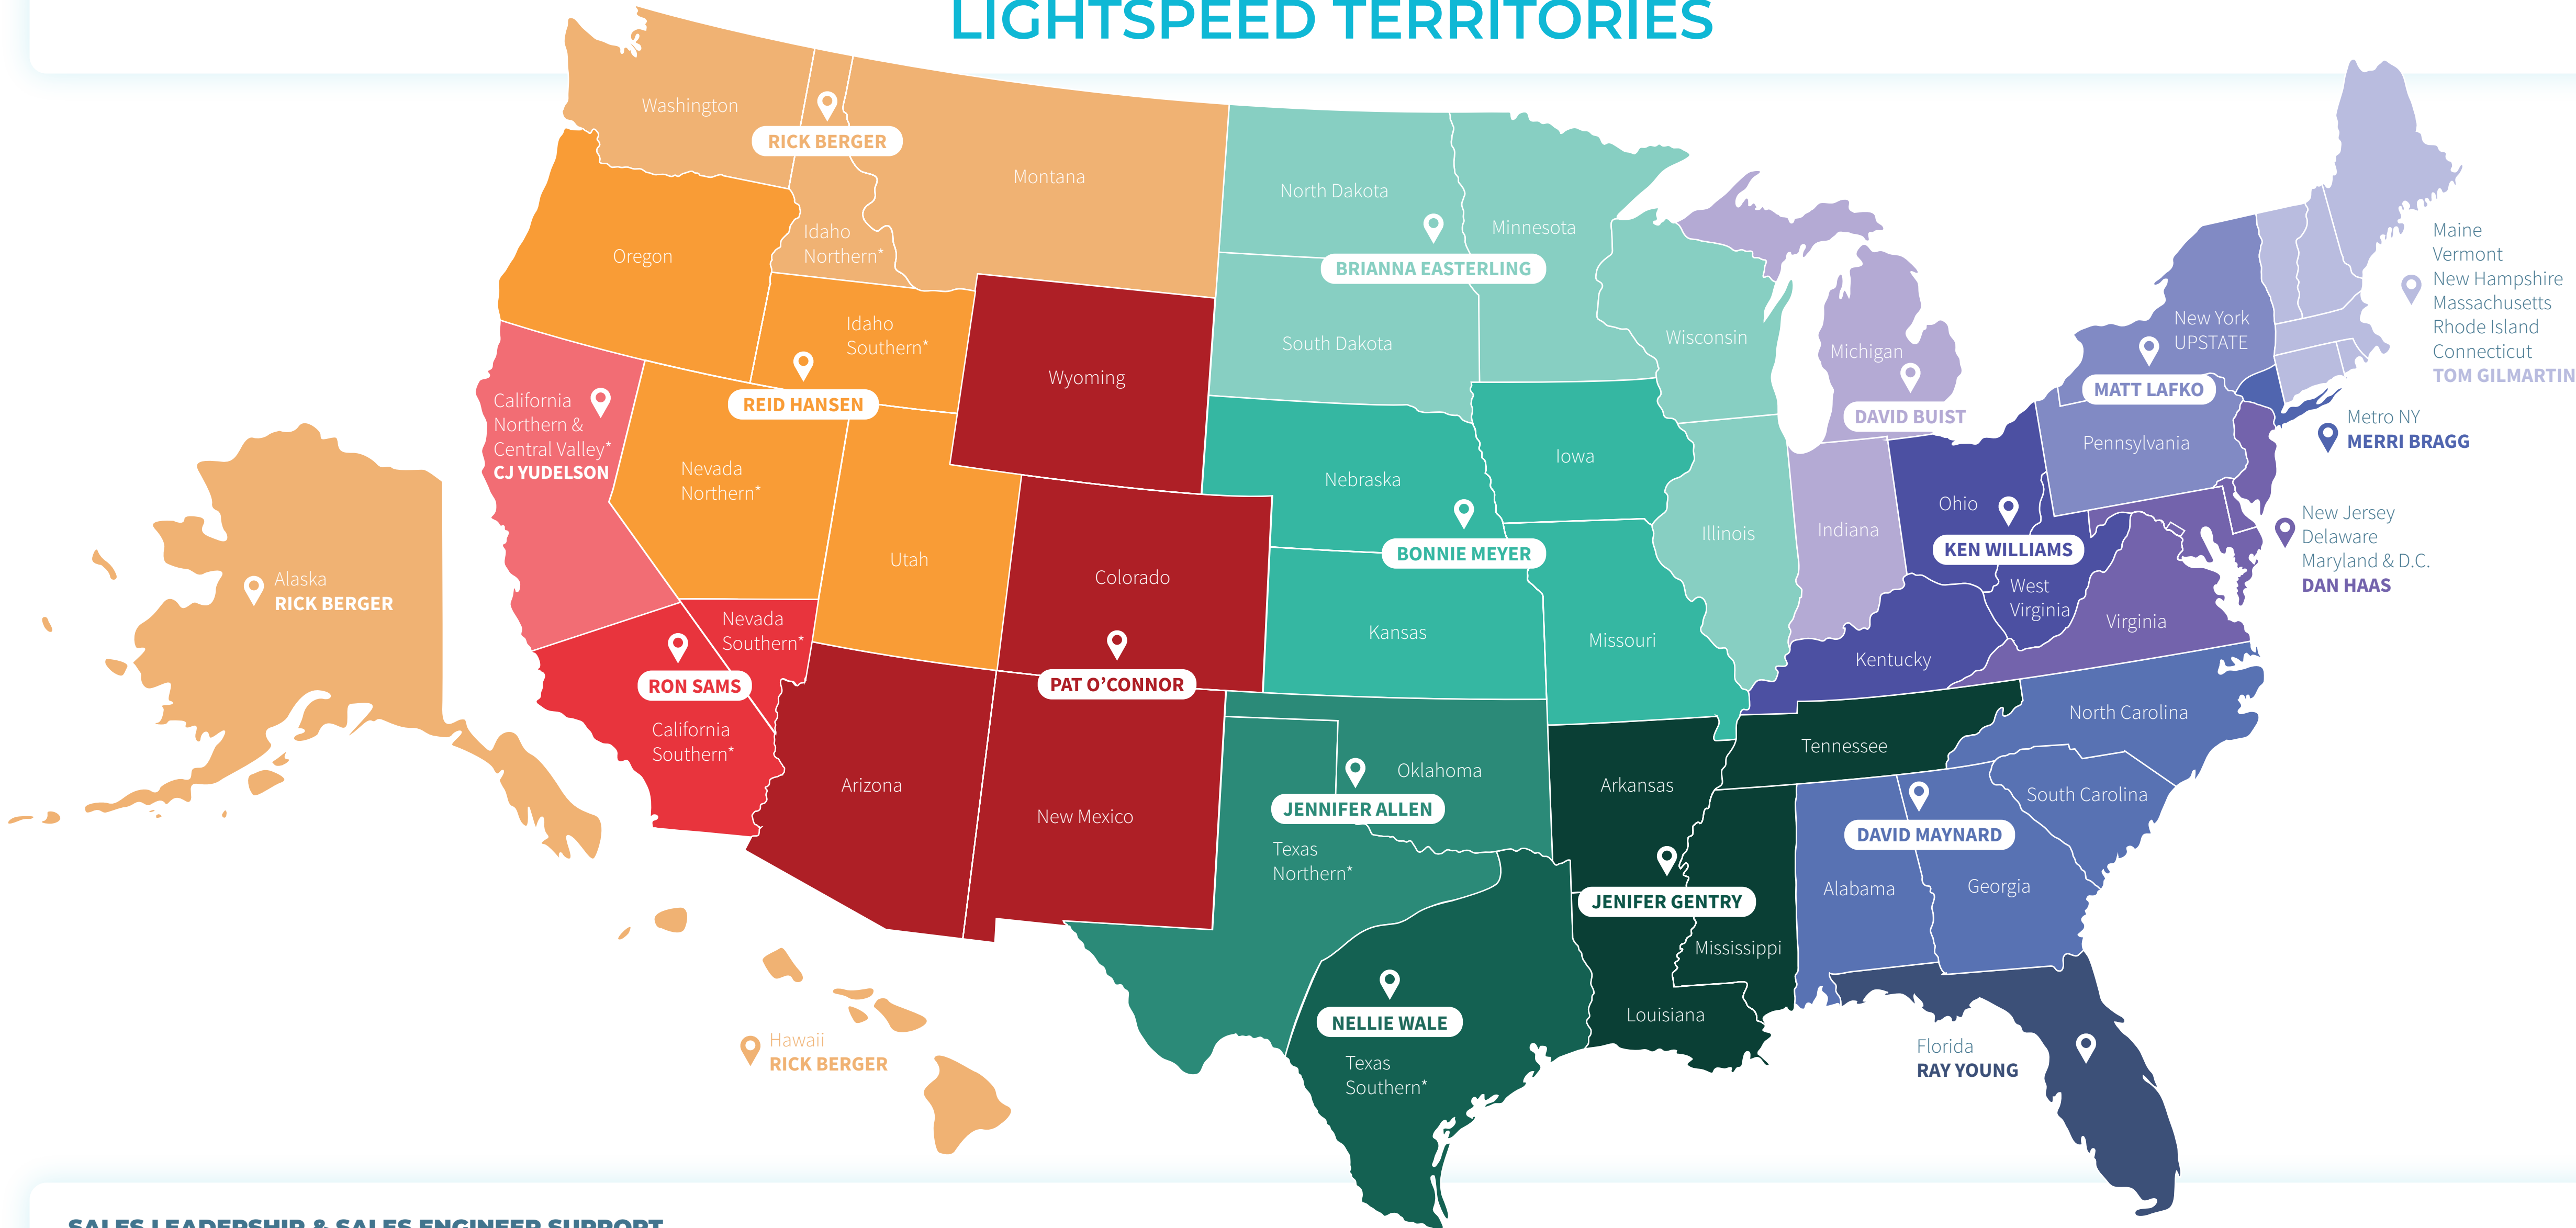 LIGHTSPEED TERRITORIES
Washington
RICK BERGER
Montana
Idaho
Northern*
Oregon
Idaho
Southern*
REID HANSEN
Wyoming
California
Northern &
Central Valley*
CJ YUDELSON
Nevada
Northern*
Utah
Colorado
PAT O’CONNOR
Nevada
Southern*
RON SAMS
California
Southern*
Arizona
New Mexico
Alaska
RICK BERGER
Hawaii
RICK BERGER
North Dakota
Minnesota
BRIANNA EASTERLING
South Dakota
Wisconsin
Illinois
Nebraska
Iowa
BONNIE MEYER
Kansas
Missouri
Oklahoma
JENNIFER ALLEN
Texas
Northern*
NELLIE WALE
Texas
Southern*
Arkansas
Tennessee
JENIFER GENTRY
Mississippi
Louisiana
Michigan
DAVID BUIST
Indiana
Ohio
KEN WILLIAMS
West
Virginia
Kentucky
New York
UPSTATE
MATT LAFKO
Pennsylvania
Maine
Vermont
New Hampshire
Massachusetts
Rhode Island
Connecticut
TOM GILMARTIN
Metro NY
MERRI BRAGG
New Jersey
Delaware
Maryland & D.C.
DAN HAAS
Virginia
North Carolina
South Carolina
DAVID MAYNARD
Alabama
Georgia
Florida
RAY YOUNG
SALES LEADERSHIP & SALES ENGINEER SUPPORT